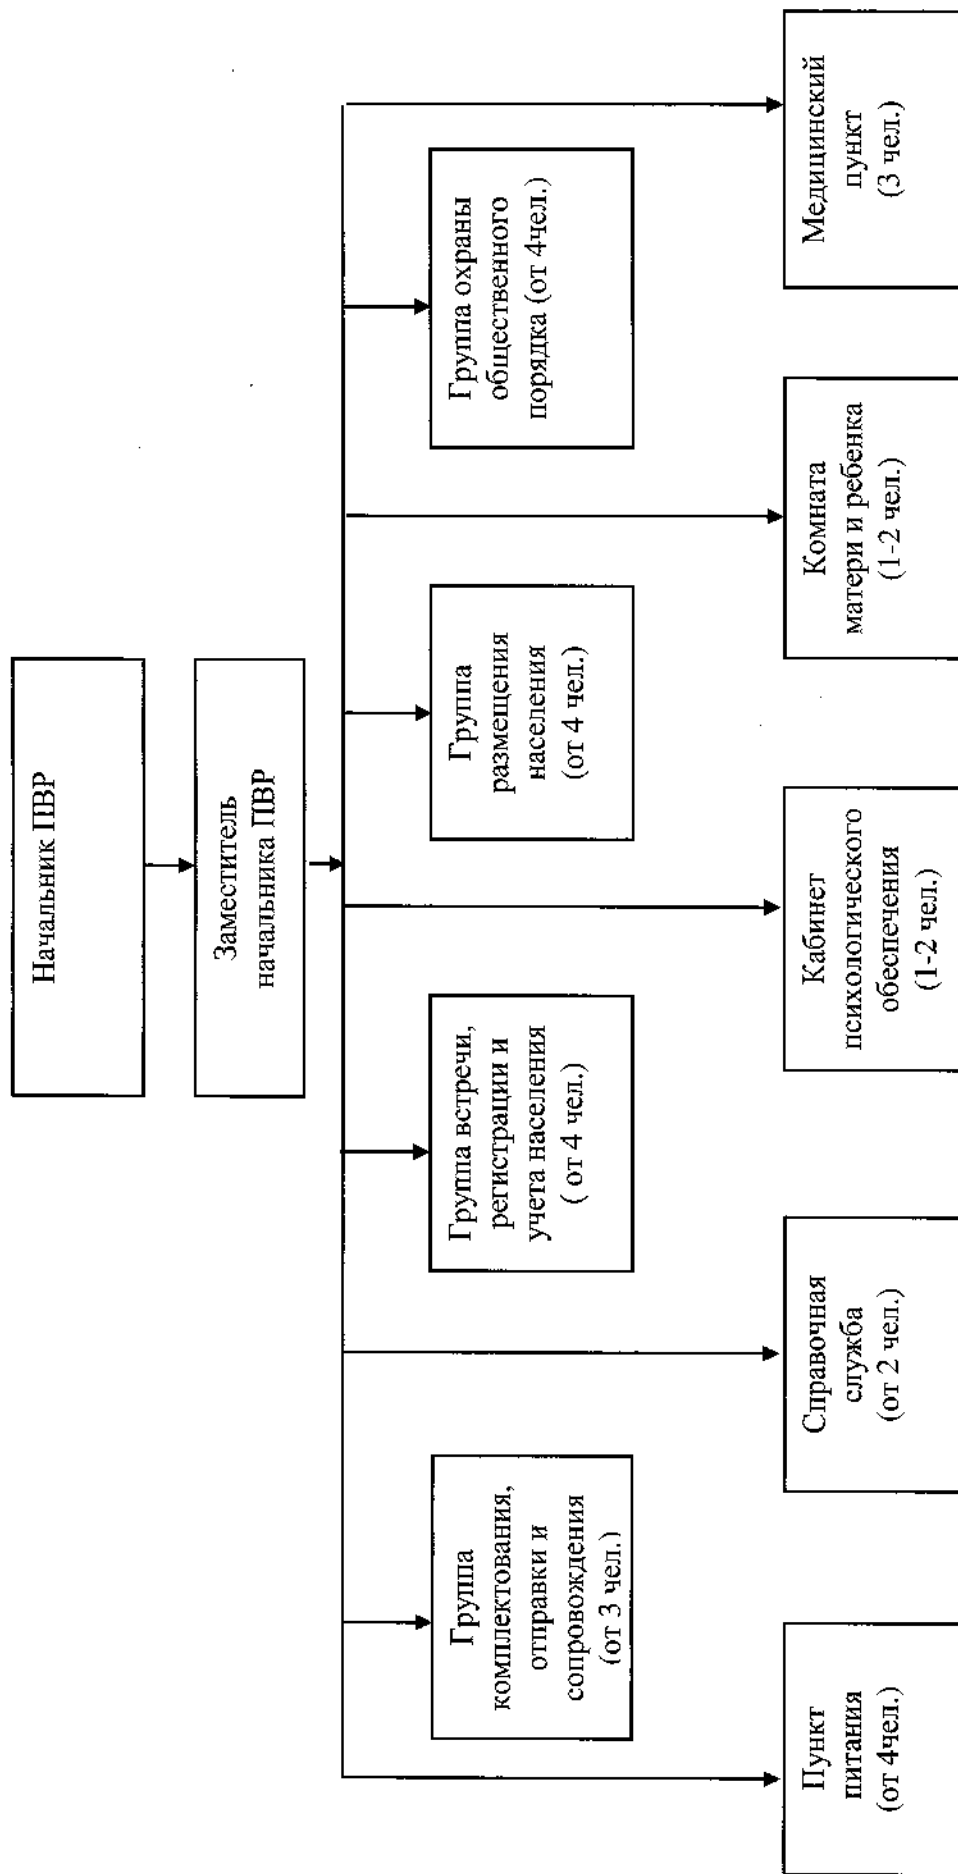 Начальник ПВР
Заместитель
начальника ПВР
Группа
комплектования,
отправки и
сопровождения
(от 3 чел.)
Группа встречи,
регистрации и
учета населения
( от 4 чел.)
Группа
размещения
населения
(от 4 чел.)
Группа охраны
общественного
порядка (от 4чел.)
Пункт
питания
(от 4чел.)
Справочная
служба
(от 2 чел.)
Кабинет
психологического
обеспечения
(1-2 чел.)
Комната
матери и ребенка
(1-2 чел.)
Медицинский
пункт
(3 чел.)